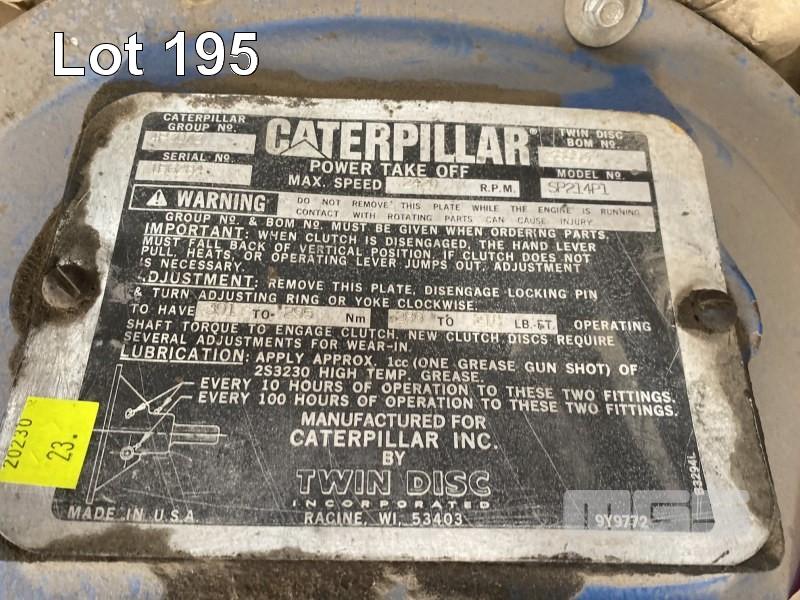 Lot 195
CATERPILLAR
GROUP No.
SERIAL No.
CATERPILLAR
POWER TAKE OFF
MAX. SPEED R.P.M.
TWIN DISC
BOM No.
MODEL No.
SP214P1
WARNING
DO NOT REMOVE THIS PLATE WHILE THE ENGINE IS RUNNING
CONTACT WITH ROTATING PARTS CAN CAUSE INJURY
GROUP No. & BOM No. MUST BE GIVEN WHEN ORDERING PARTS.
IMPORTANT: WHEN CLUTCH IS DISENGAGED, THE HAND LEVER
MUST FALL BACK OF VERTICAL POSITION. IF CLUTCH DOES NOT
PULL, HEATS, OR OPERATING LEVER JUMPS OUT, ADJUSTMENT
IS NECESSARY.
ADJUSTMENT: REMOVE THIS PLATE, DISENGAGE LOCKING PIN
& TURN ADJUSTING RING OR YOKE CLOCKWISE.
TO HAVE TO Nm TO LB.-FT. OPERATING
SHAFT TORQUE TO ENGAGE CLUTCH, NEW CLUTCH DISCS REQUIRE
SEVERAL ADJUSTMENTS FOR WEAR-IN.
LUBRICATION: APPLY APPROX. 1cc (ONE GREASE GUN SHOT) OF
2S3230 HIGH TEMP. GREASE.
EVERY 10 HOURS OF OPERATION TO THESE TWO FITTINGS.
EVERY 100 HOURS OF OPERATION TO THESE TWO FITTINGS.
MANUFACTURED FOR
CATERPILLAR INC.
BY
TWIN DISC
INCORPORATED
RACINE, WI, 53403
MADE IN U.S.A.
9Y9772
B3294L
20230
23.